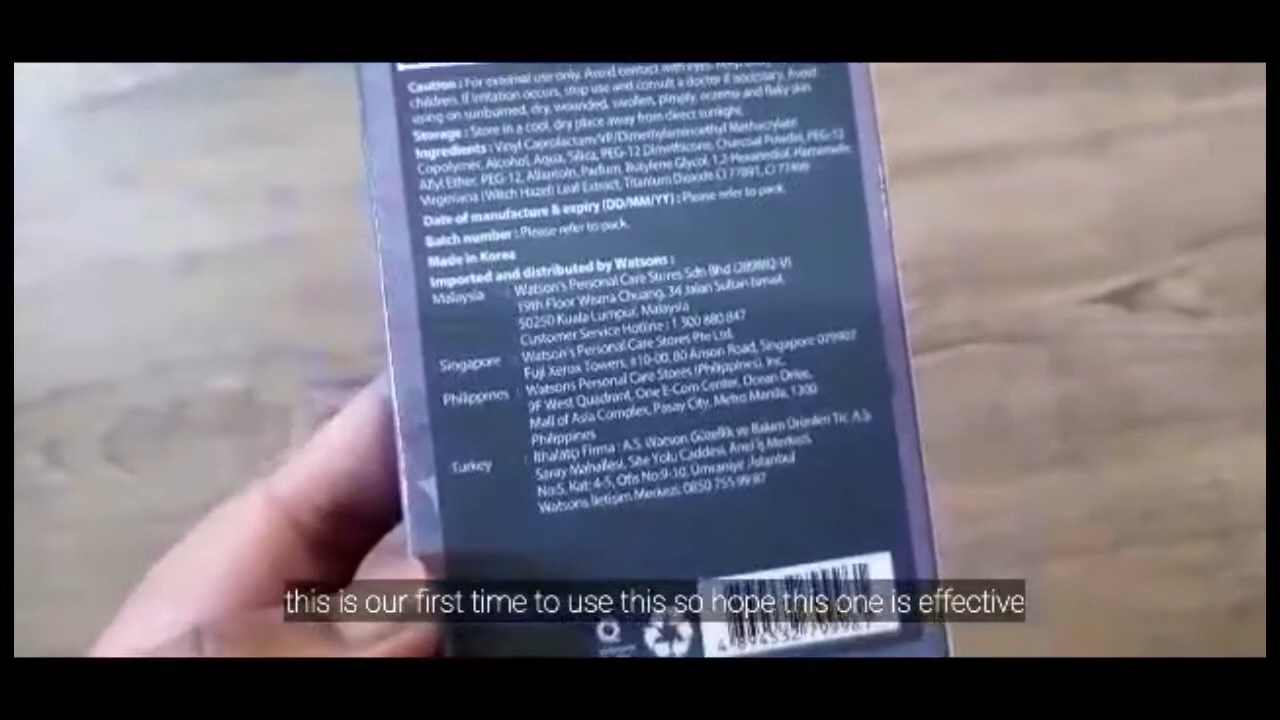 Caution : For external use only. Avoid contact with eyes.
children. If irritation occurs, stop use and consult a doctor if necessary. Avoid
using on sunburned, dry, wounded, swollen, pimply, eczema and flaky skin
Storage : Store in a cool, dry place away from direct sunlight.
Ingredients : Vinyl Caprolactam/VP/Dimethylaminoethyl Methacrylate
Copolymer, Alcohol, Aqua, Silica, PEG-12 Dimethicone, Charcoal Powder, PEG-12
Allyl Ether, PEG-12, Allantoin, Parfum, Butylene Glycol, 1,2-Hexanediol, Hamamelis
Virginiana (Witch Hazel) Leaf Extract, Titanium Dioxide CI 77891, CI 77499
Date of manufacture & expiry (DD/MM/YY) : Please refer to pack.
Batch number : Please refer to pack.
Made in Korea
Imported and distributed by Watsons :
Malaysia : Watson's Personal Care Stores Sdn Bhd (289892-V)
19th Floor Wisma Chuang, 34 Jalan Sultan Ismail,
50250 Kuala Lumpur, Malaysia
Customer Service Hotline : 1 300 880 847
Singapore : Watson's Personal Care Stores Pte Ltd.
Fuji Xerox Towers, #10-00, 80 Anson Road, Singapore 079907
Philippines : Watsons Personal Care Stores (Philippines), Inc.
9F West Quadrant, One E-Com Center, Ocean Drive,
Mall of Asia Complex, Pasay City, Metro Manila, 1300
Philippines
Turkey : İthalatçı Firma : A.S. Watson Güzellik ve Bakım Ürünleri Tic. A.Ş.
Saray Mahallesi, Site Yolu Caddesi, Anel İş Merkezi,
No:5, Kat: 4-5, Ofis No:9-10, Ümraniye, İstanbul
Watsons İletişim Merkezi: 0850 755 99 87
this is our first time to use this so hope this one is effective